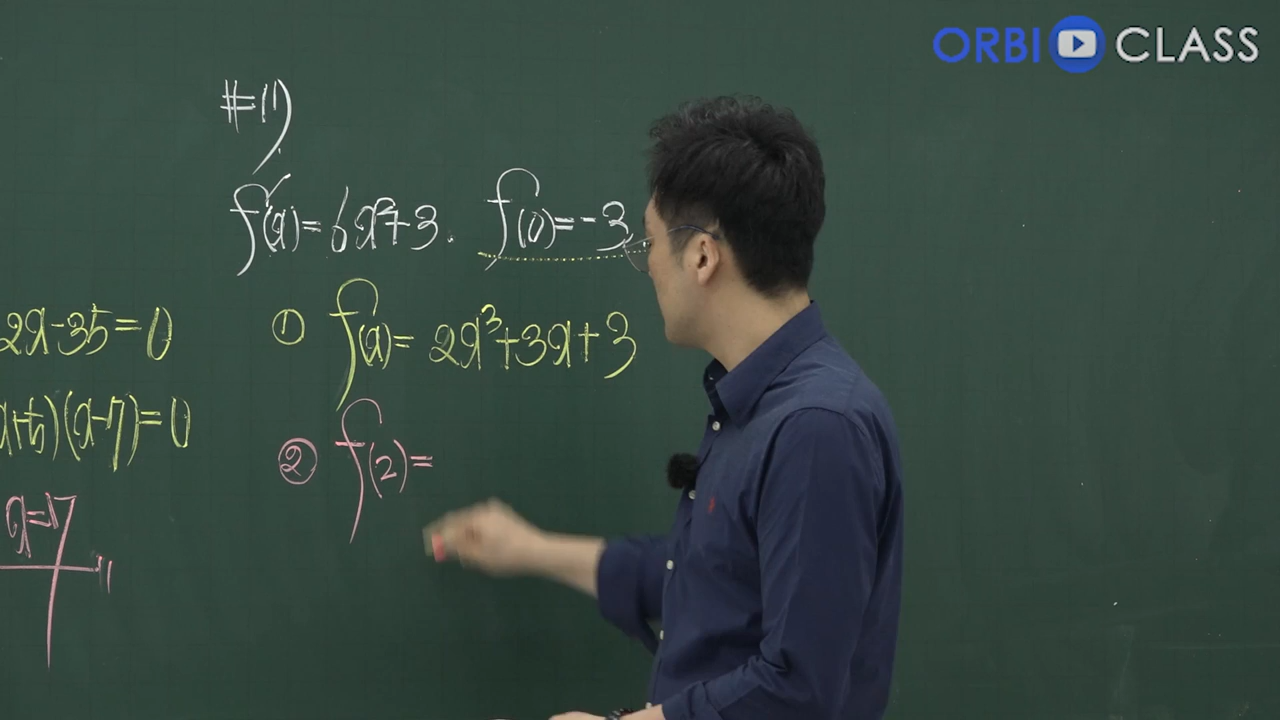 ORBI CLASS
#11)
f'(x)=6x²+3. f(0)=-3
2x-35=0
① f(x)=2x³+3x+3
x+5)(x-7)=0
② f(2)=
x=7